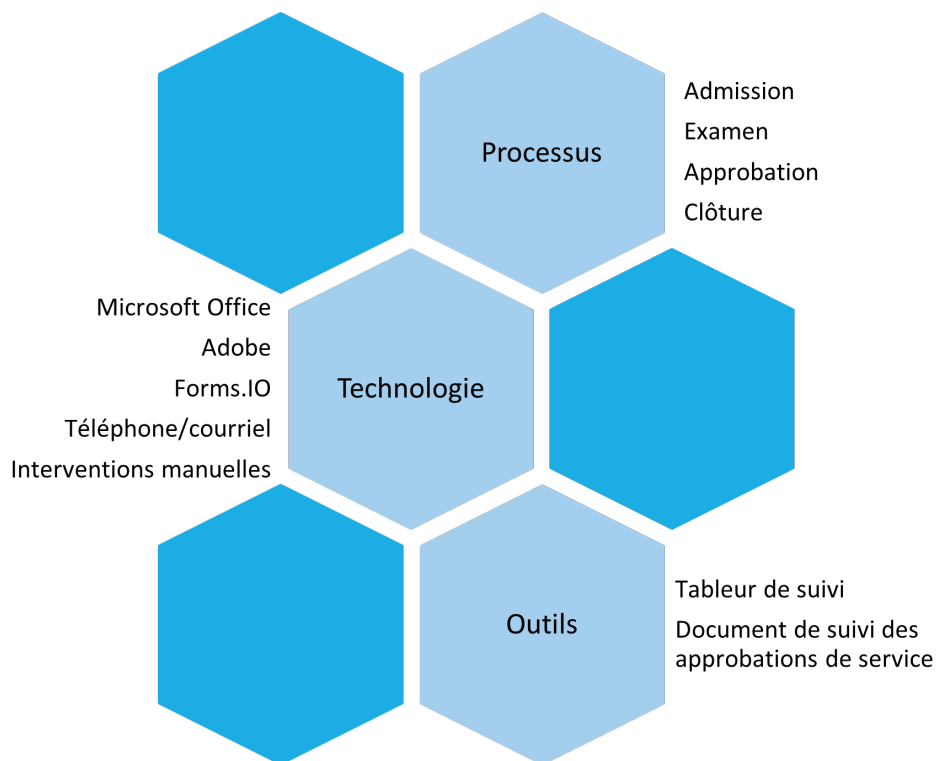 Processus
Admission
Examen
Approbation
Clôture
Technologie
Microsoft Office
Adobe
Forms.IO
Téléphone/courriel
Interventions manuelles
Outils
Tableur de suivi
Document de suivi des
approbations de service